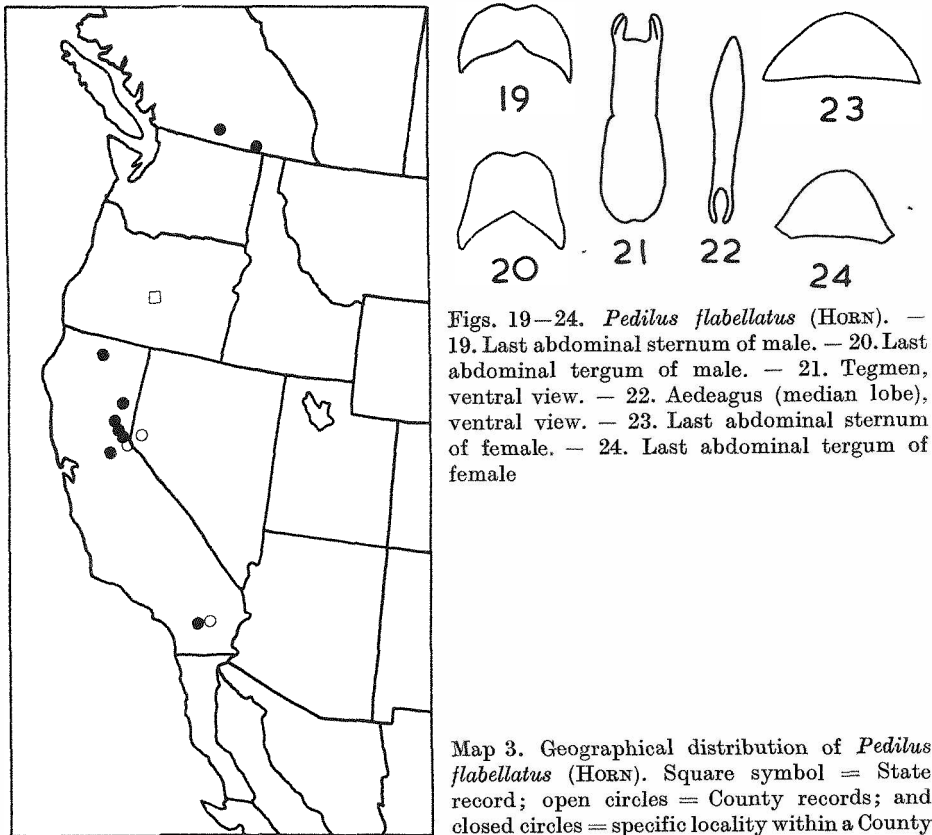 19
20
21
22
23
24
Figs. 19–24. Pedilus flabellatus (HORN). —
19. Last abdominal sternum of male. — 20. Last
abdominal tergum of male. — 21. Tegmen,
ventral view. — 22. Aedeagus (median lobe),
ventral view. — 23. Last abdominal sternum
of female. — 24. Last abdominal tergum of
female
Map 3. Geographical distribution of Pedilus
flabellatus (HORN). Square symbol = State
record; open circles = County records; and
closed circles = specific locality within a County